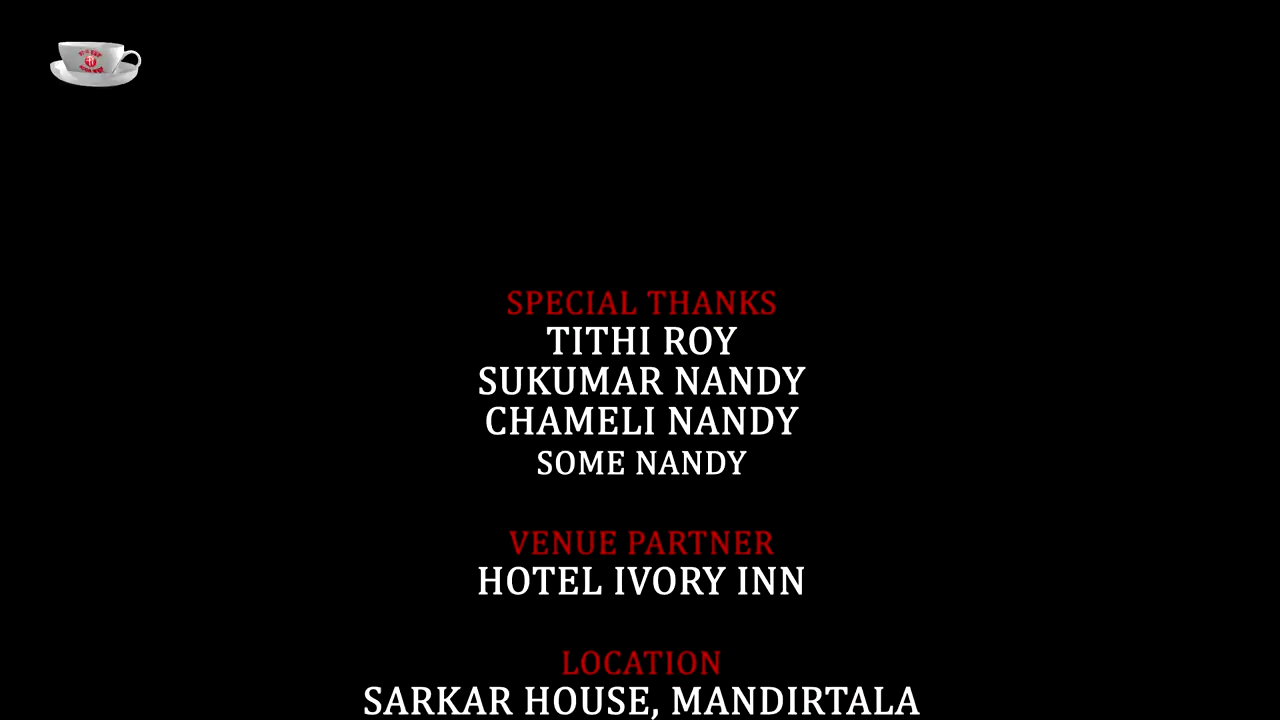 SPECIAL THANKS
TITHI ROY
SUKUMAR NANDY
CHAMELI NANDY
SOME NANDY
VENUE PARTNER
HOTEL IVORY INN
LOCATION
SARKAR HOUSE, MANDIRTALA